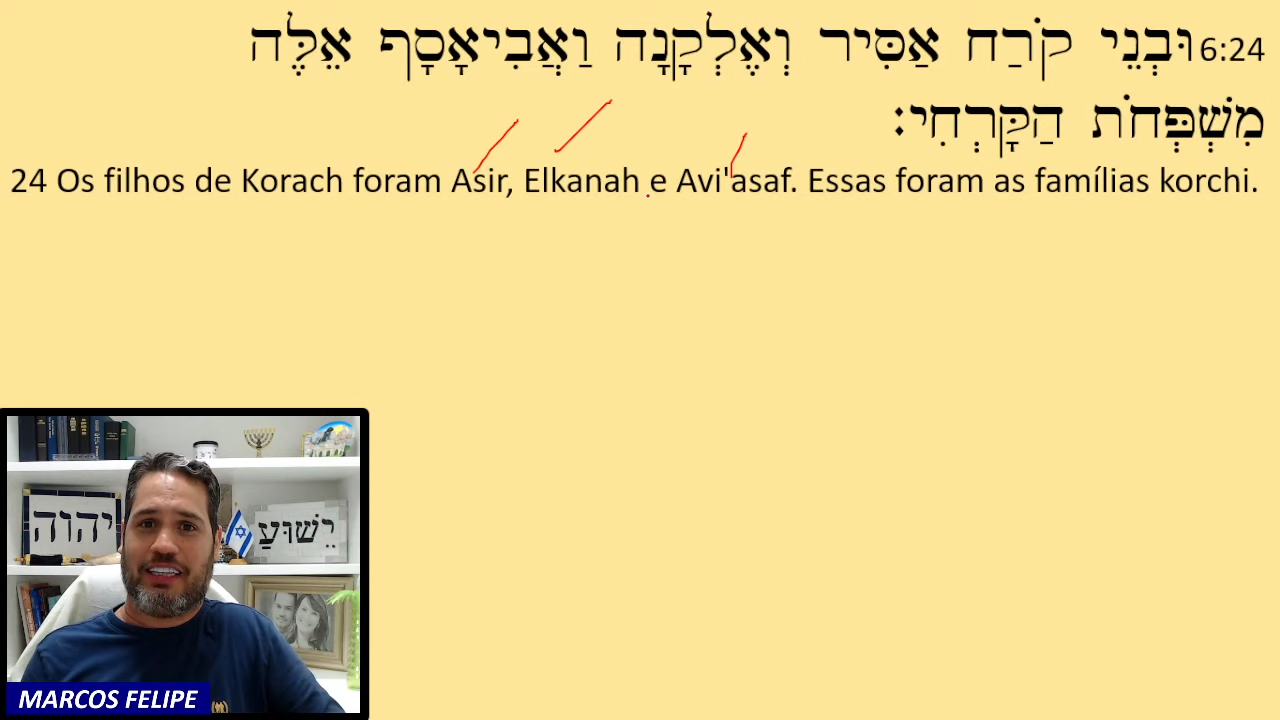 6:24 וּבְנֵי קֹרַח אַסִּיר וְאֶלְקָנָה וַאֲבִיאָסָף אֵלֶּה
מִשְׁפְּחֹת הַקָּרְחִי׃
24 Os filhos de Korach foram Asir, Elkanah e Avi'asaf. Essas foram as famílias korchi.
יהוה
יֵשׁוּעַ
MARCOS FELIPE